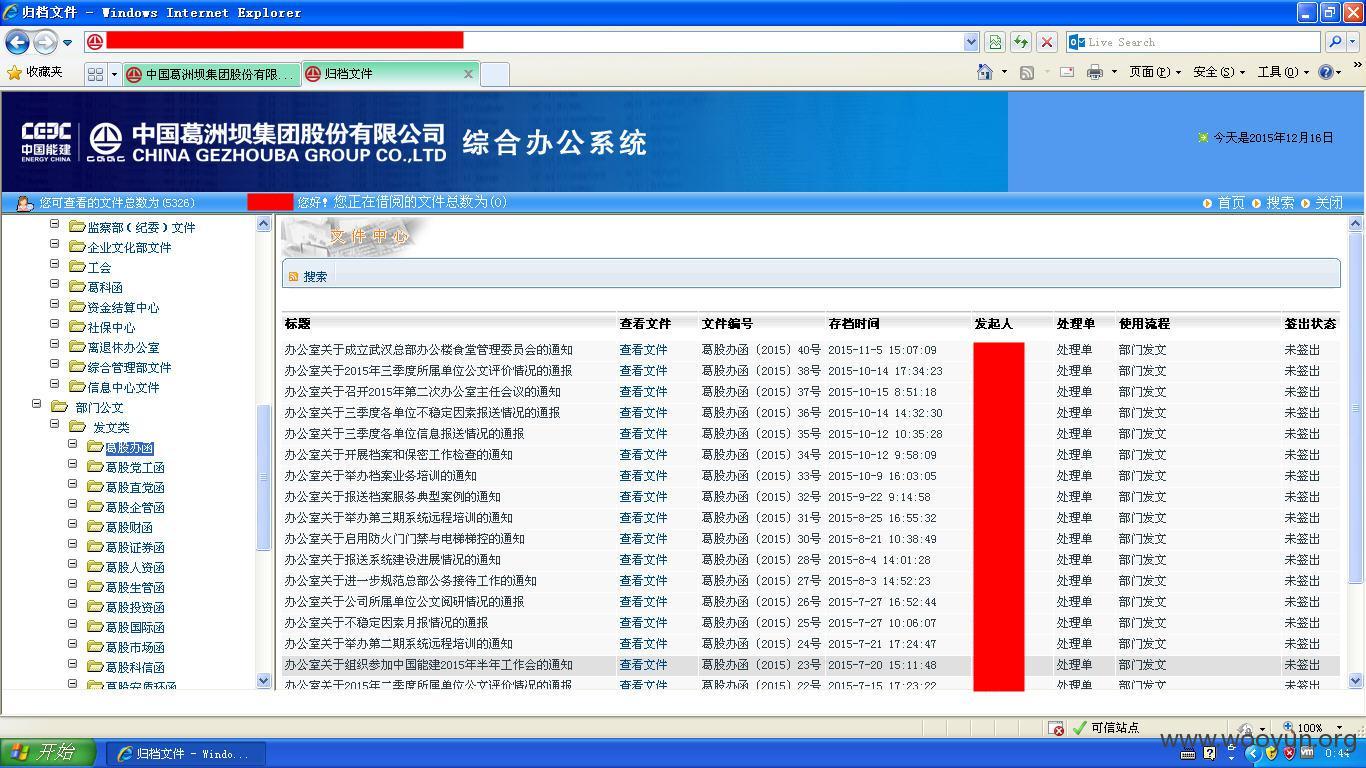 归档文件 - Windows Internet Explorer
Live Search
收藏夹
中国葛洲坝集团股份有限...
归档文件
页面(P)
安全(S)
工具(O)
CEEC
中国能建
ENERGY CHINA
CGGC
中国葛洲坝集团股份有限公司
CHINA GEZHOUBA GROUP CO.,LTD
综合办公系统
今天是2015年12月16日
您可查看的文件总数为(5326)
您好! 您正在借阅的文件总数为(0)
首页
搜索
关闭
监察部(纪委)文件
企业文化部文件
工会
葛科函
资金结算中心
社保中心
离退休办公室
综合管理部文件
信息中心文件
部门公文
发文类
葛股办函
葛股党工函
葛股直党函
葛股企管函
葛股财函
葛股证券函
葛股人资函
葛股生管函
葛股投资函
葛股国际函
葛股市场函
葛股科信函
葛股安质环函
文件中心
搜索
标题 查看文件 文件编号 存档时间 发起人 处理单 使用流程 签出状态
办公室关于成立武汉总部办公楼食堂管理委员会的通知 查看文件 葛股办函〔2015〕40号 2015-11-5 15:07:09 处理单 部门发文 未签出
办公室关于2015年三季度所属单位公文评价情况的通报 查看文件 葛股办函〔2015〕38号 2015-10-14 17:34:23 处理单 部门发文 未签出
办公室关于召开2015年第二次办公室主任会议的通知 查看文件 葛股办函〔2015〕37号 2015-10-15 8:51:18 处理单 部门发文 未签出
办公室关于三季度各单位不稳定因素报送情况的通报 查看文件 葛股办函〔2015〕36号 2015-10-14 14:32:30 处理单 部门发文 未签出
办公室关于三季度各单位信息报送情况的通报 查看文件 葛股办函〔2015〕35号 2015-10-12 10:35:28 处理单 部门发文 未签出
办公室关于开展档案和保密工作检查的通知 查看文件 葛股办函〔2015〕34号 2015-10-12 9:58:09 处理单 部门发文 未签出
办公室关于举办档案业务培训的通知 查看文件 葛股办函〔2015〕33号 2015-10-9 16:03:05 处理单 部门发文 未签出
办公室关于报送档案服务典型案例的通知 查看文件 葛股办函〔2015〕32号 2015-9-22 9:14:58 处理单 部门发文 未签出
办公室关于举办第三期系统远程培训的通知 查看文件 葛股办函〔2015〕31号 2015-8-25 16:55:32 处理单 部门发文 未签出
办公室关于启用防火门门禁与电梯梯控的通知 查看文件 葛股办函〔2015〕30号 2015-8-21 10:38:49 处理单 部门发文 未签出
办公室关于报送系统建设进展情况的通知 查看文件 葛股办函〔2015〕28号 2015-8-4 14:01:28 处理单 部门发文 未签出
办公室关于进一步规范总部公务接待工作的通知 查看文件 葛股办函〔2015〕27号 2015-8-3 14:52:23 处理单 部门发文 未签出
办公室关于公司所属单位公文阅研情况的通报 查看文件 葛股办函〔2015〕26号 2015-7-27 16:52:44 处理单 部门发文 未签出
办公室关于不稳定因素月报情况的通报 查看文件 葛股办函〔2015〕25号 2015-7-27 10:06:07 处理单 部门发文 未签出
办公室关于举办第二期系统远程培训的通知 查看文件 葛股办函〔2015〕24号 2015-7-21 17:24:47 处理单 部门发文 未签出
办公室关于组织参加中国能建2015年半年工作会的通知 查看文件 葛股办函〔2015〕23号 2015-7-20 15:11:48 处理单 部门发文 未签出
办公室关于2015年二季度所属单位公文评价情况的通报 查看文件 葛股办函〔2015〕22号 2015-7-15 17:23:22 处理单 部门发文 未签出
可信站点
100%
www.wooyun.org
开始
归档文件 - Windo...
0:44